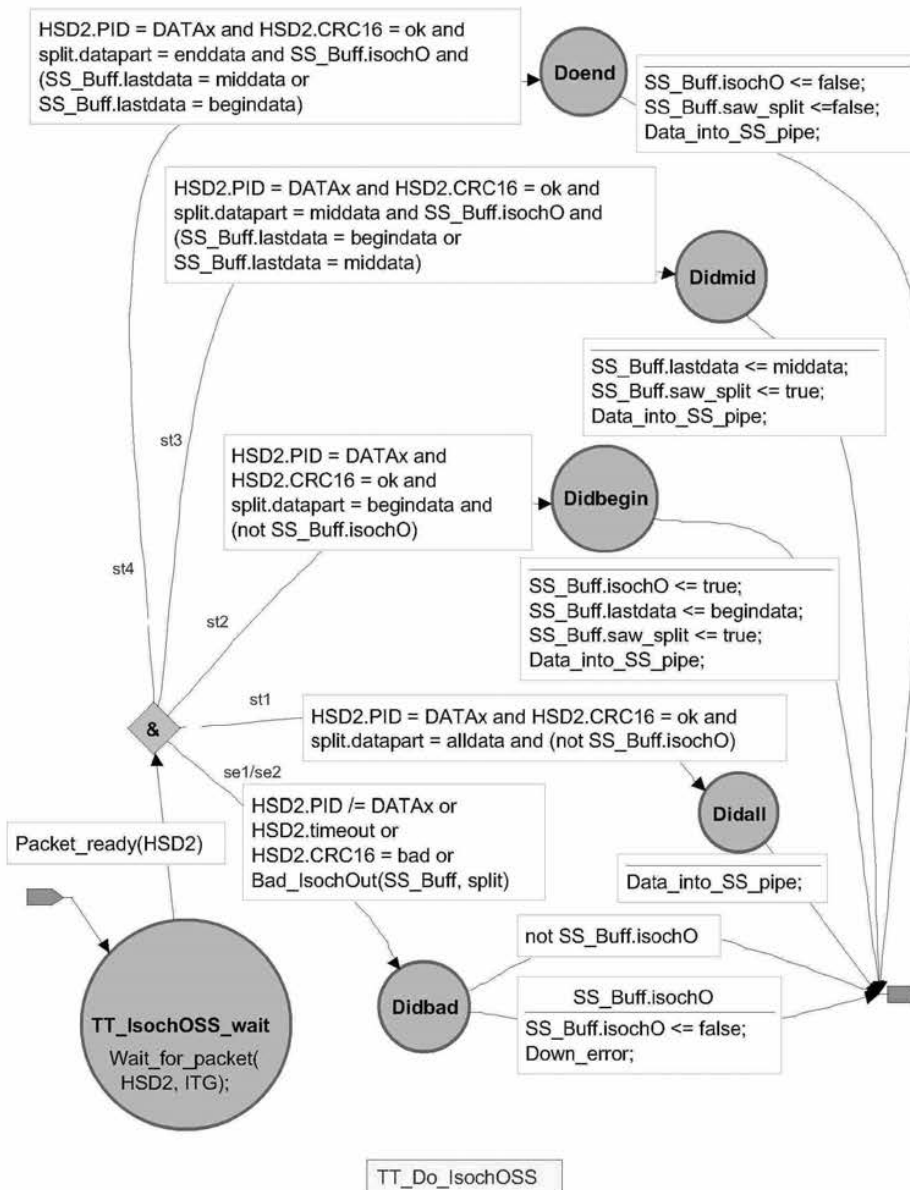 HSD2.PID = DATAx and HSD2.CRC16 = ok and
split.datapart = enddata and SS_Buff.isochO and
(SS_Buff.lastdata = middata or
SS_Buff.lastdata = begindata)
Doend
SS_Buff.isochO <= false;
SS_Buff.saw_split <=false;
Data_into_SS_pipe;
HSD2.PID = DATAx and HSD2.CRC16 = ok and
split.datapart = middata and SS_Buff.isochO and
(SS_Buff.lastdata = begindata or
SS_Buff.lastdata = middata)
Didmid
SS_Buff.lastdata <= middata;
SS_Buff.saw_split <= true;
Data_into_SS_pipe;
st3
HSD2.PID = DATAx and
HSD2.CRC16 = ok and
split.datapart = begindata and
(not SS_Buff.isochO)
Didbegin
st4
st2
SS_Buff.isochO <= true;
SS_Buff.lastdata <= begindata;
SS_Buff.saw_split <= true;
Data_into_SS_pipe;
st1
HSD2.PID = DATAx and HSD2.CRC16 = ok and
split.datapart = alldata and (not SS_Buff.isochO)
&
se1/se2
HSD2.PID /= DATAx or
HSD2.timeout or
HSD2.CRC16 = bad or
Bad_IsochOut(SS_Buff, split)
Didall
Packet_ready(HSD2)
Data_into_SS_pipe;
not SS_Buff.isochO
Didbad
SS_Buff.isochO
SS_Buff.isochO <= false;
Down_error;
TT_IsochOSS_wait
Wait_for_packet(
HSD2, ITG);
TT_Do_IsochOSS